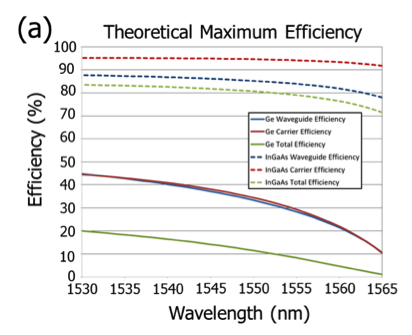 (a) Theoretical Maximum Efficiency
100
90
80
70
60
50
40
30
20
10
0
Efficiency (%)
Ge Waveguide Efficiency
Ge Carrier Efficiency
Ge Total Efficiency
InGaAs Waveguide Efficiency
InGaAs Carrier Efficiency
InGaAs Total Efficiency
1530 1535 1540 1545 1550 1555 1560 1565
Wavelength (nm)